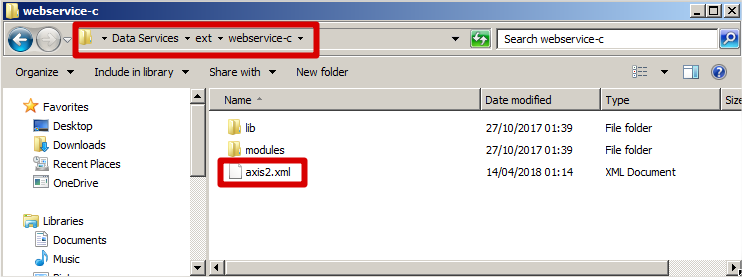 webservice-c
Data Services ext webservice-c Search webservice-c
Organize Include in library Share with New folder
Favorites
Desktop
Downloads
Recent Places
OneDrive
Libraries
Documents
Music
Name Date modified Type Size
lib 27/10/2017 01:39 File folder
modules 27/10/2017 01:39 File folder
axis2.xml 14/04/2018 01:14 XML Document